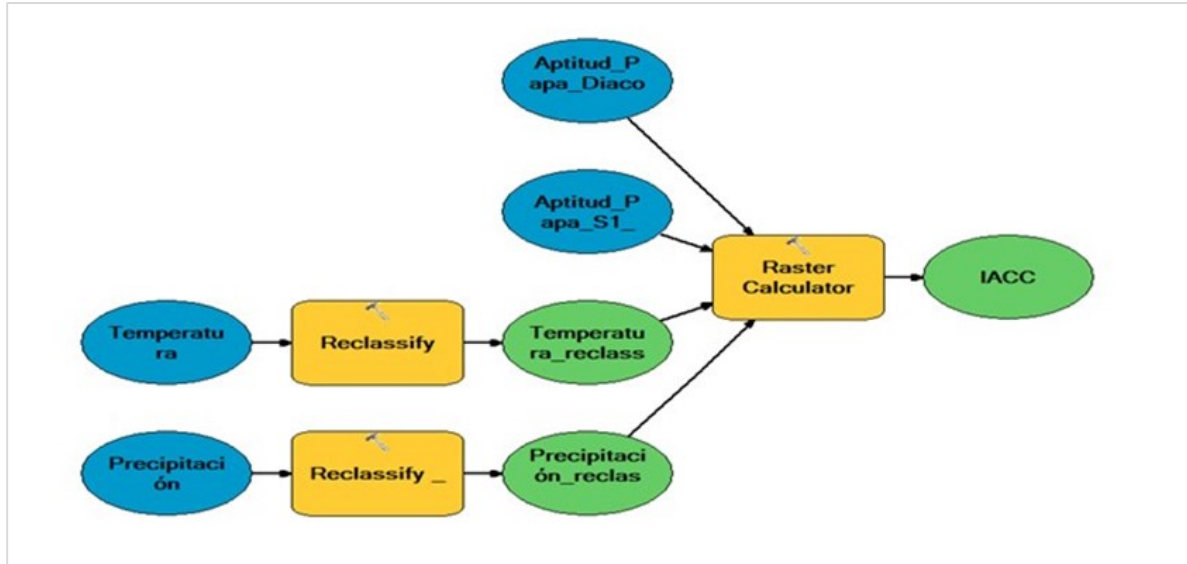 Aptitud_P
apa_Diaco
Aptitud_P
apa_S1_
Raster
Calculator
IACC
Temperatu
ra
Reclassify
Temperatu
ra_reclass
Precipitaci
ón
Reclassify _
Precipitaci
ón_reclas